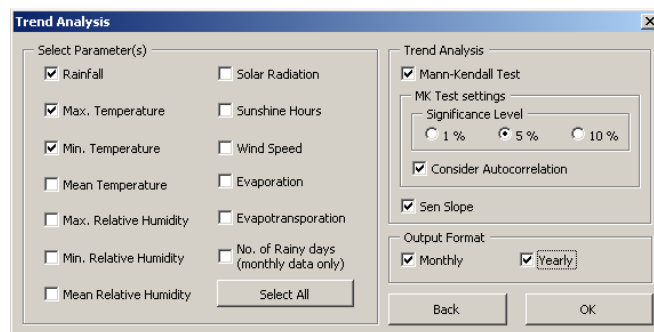 Trend Analysis
Select Parameter(s)
Rainfall
Max. Temperature
Min. Temperature
Mean Temperature
Max. Relative Humidity
Min. Relative Humidity
Mean Relative Humidity
Solar Radiation
Sunshine Hours
Wind Speed
Evaporation
Evapotransporation
No. of Rainy days
(monthly data only)
Select All
Trend Analysis
Mann-Kendall Test
MK Test settings
Significance Level
1 %
5 %
10 %
Consider Autocorrelation
Sen Slope
Output Format
Monthly
Yearly
Back
OK